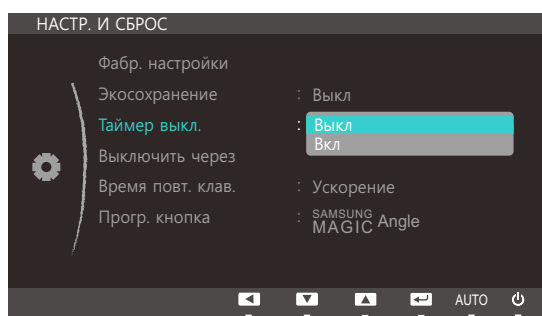 НАСТР. И СБРОС
Фабр. настройки
Экосохранение : Выкл
Таймер выкл. : Выкл
Вкл
Выключить через
Время повт. клав. : Ускорение
Прогр. кнопка : SAMSUNG MAGIC Angle
AUTO